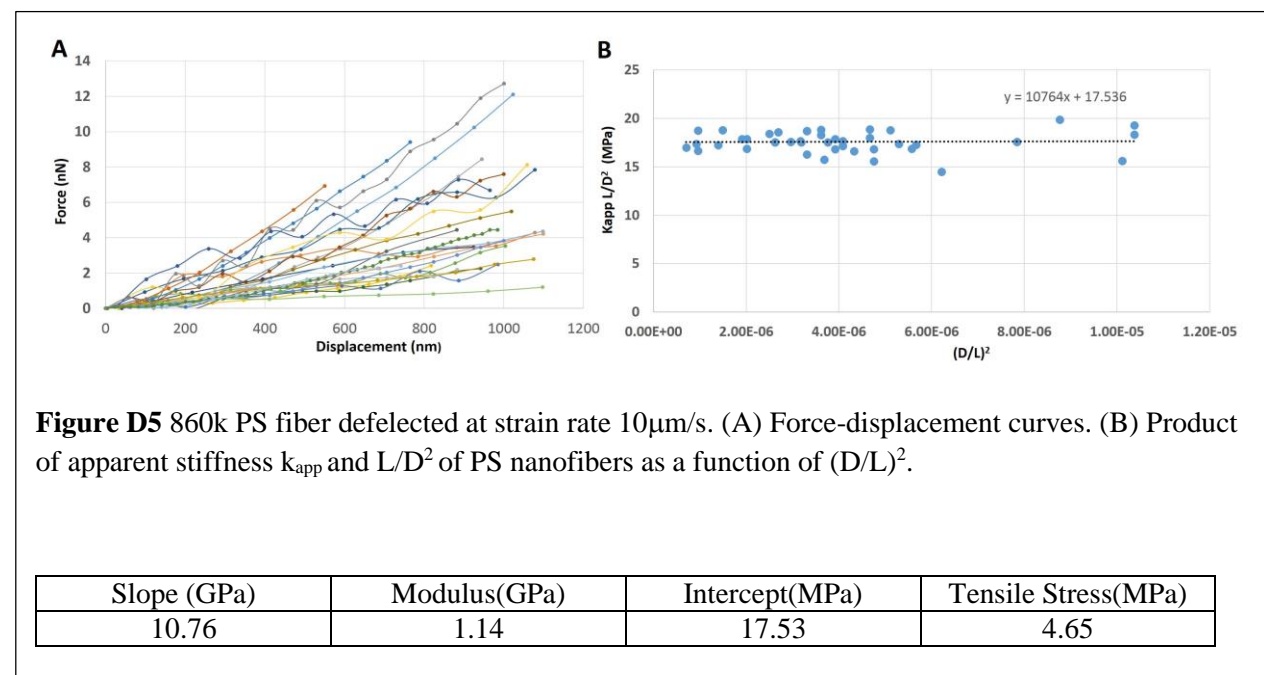 A
14
12
10
8
6
4
2
0
Force (nN)
0 200 400 600 800 1000 1200
Displacement (nm)
B
25
20
15
10
5
0
Kapp L/D² (MPa)
y = 10764x + 17.536
0.00E+00 2.00E-06 4.00E-06 6.00E-06 8.00E-06 1.00E-05 1.20E-05
(D/L)²
Figure D5 860k PS fiber defelected at strain rate 10μm/s. (A) Force-displacement curves. (B) Product
of apparent stiffness kapp and L/D² of PS nanofibers as a function of (D/L)².
Slope (GPa) Modulus(GPa) Intercept(MPa) Tensile Stress(MPa)
10.76 1.14 17.53 4.65